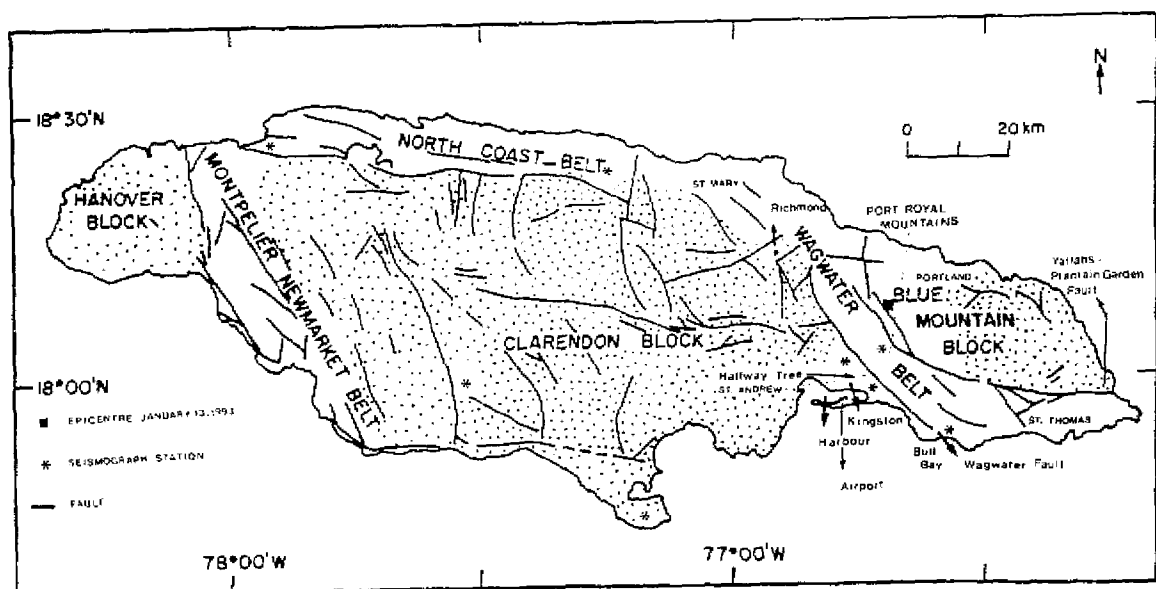 N
18°30'N
0 20 km
NORTH COAST BELT
ST MARY
HANOVER
BLOCK
MONTPELIER NEWMARKET BELT
Richmond
PORT ROYAL
MOUNTAINS
WAGWATER
BELT
Yallahs -
Plantain Garden
Fault
PORTLAND
BLUE
MOUNTAIN
BLOCK
CLARENDON BLOCK
18°00'N
Halfway Tree
ST. ANDREW
EPICENTRE JANUARY 13, 1993
Kingston
Harbour
ST. THOMAS
SEISMOGRAPH STATION
Bull
Bay
Wagwater Fault
Airport
FAULT
78°00'W
77°00'W